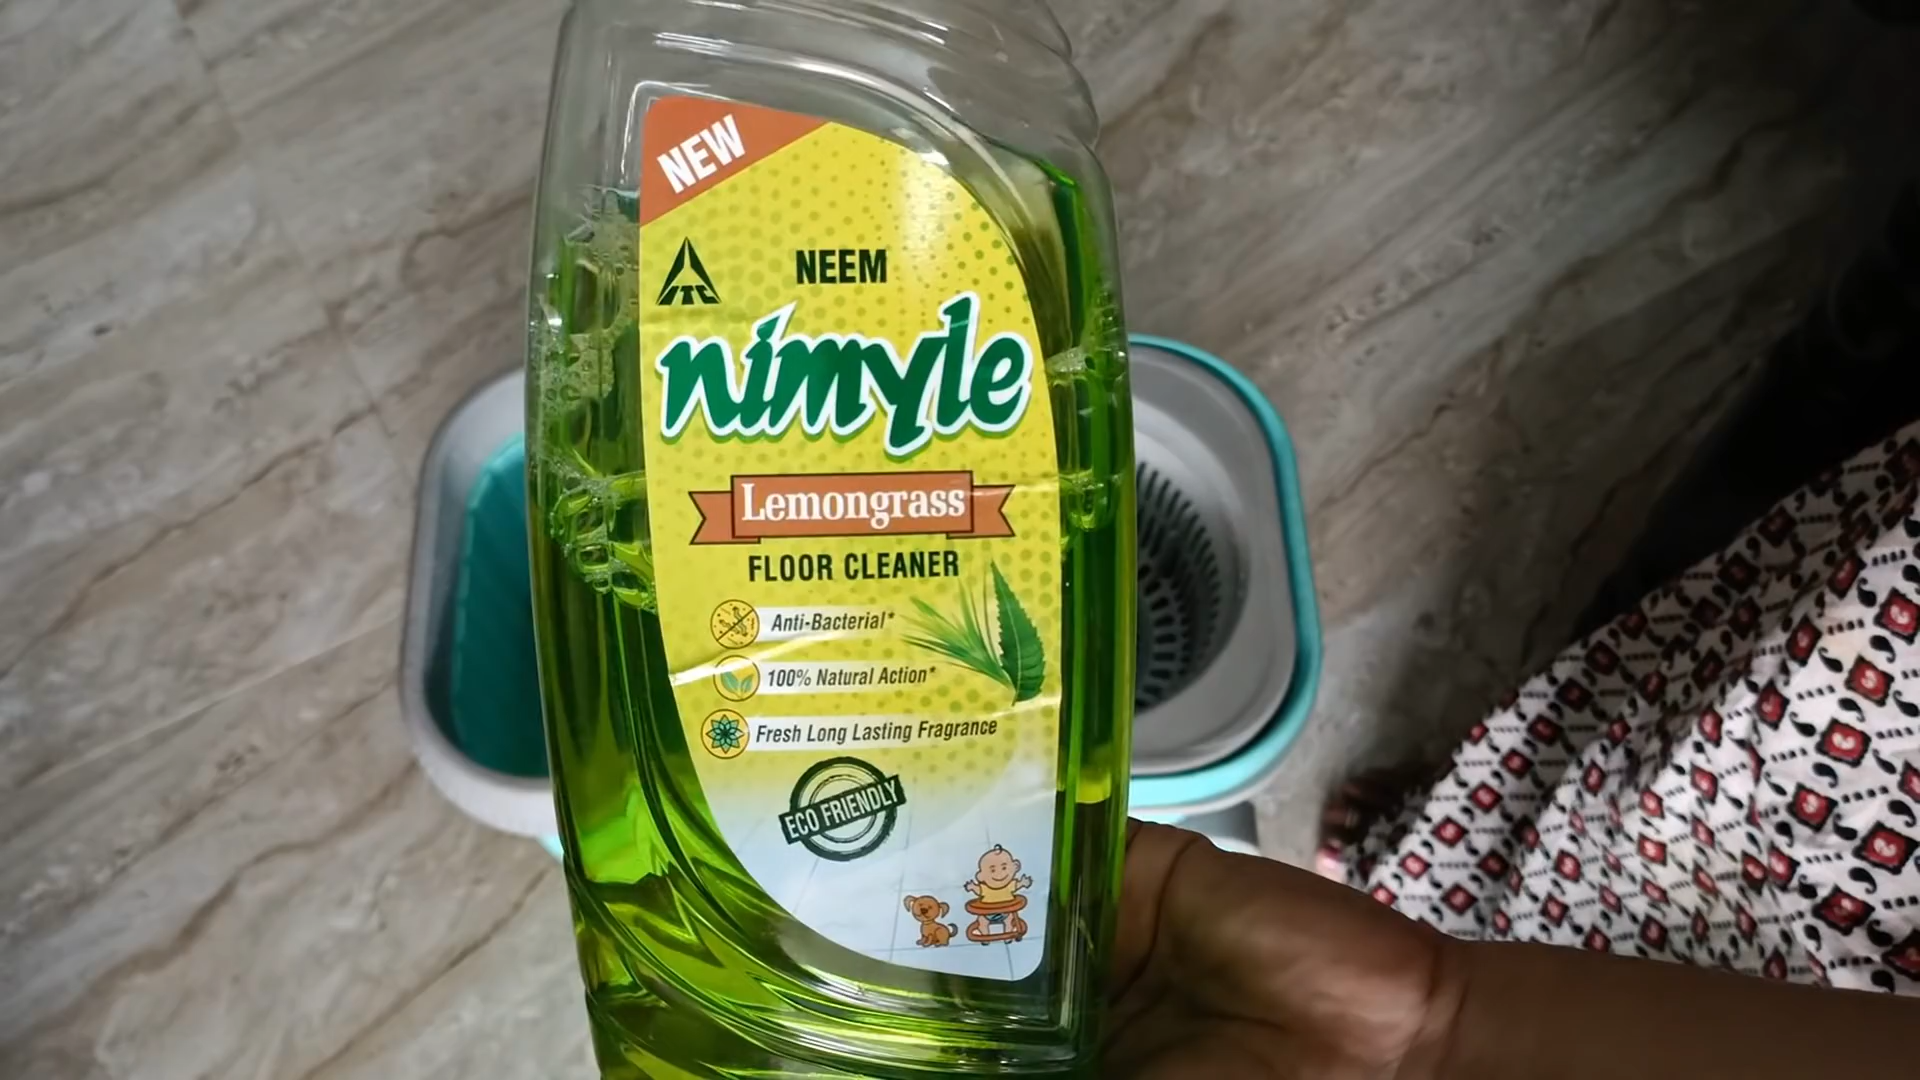 NEW
ITC
NEEM
nimyle
Lemongrass
FLOOR CLEANER
Anti-Bacterial*
100% Natural Action*
Fresh Long Lasting Fragrance
ECO FRIENDLY